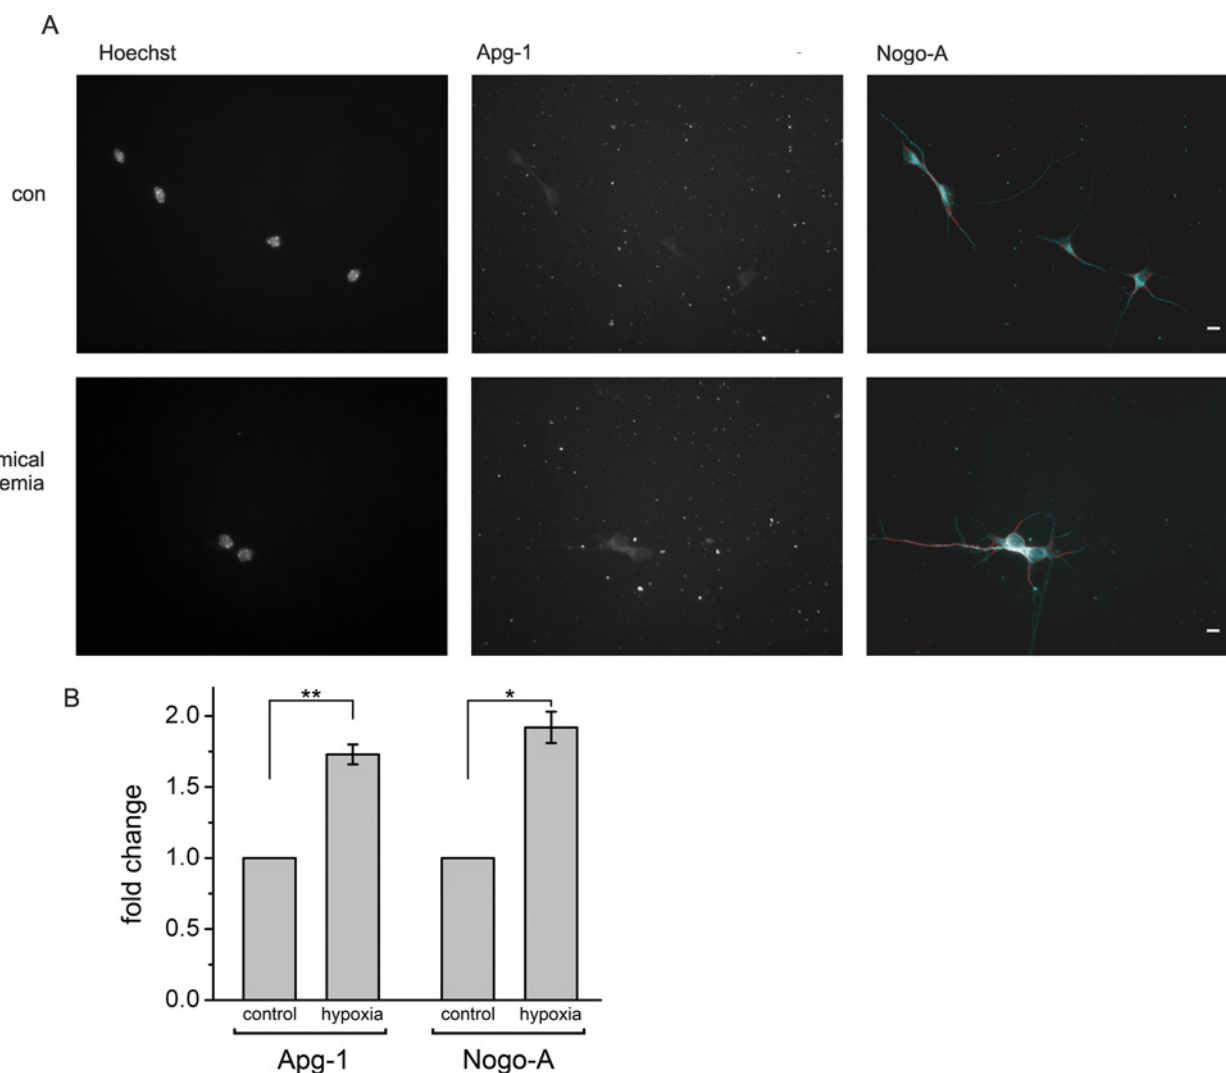 A
Hoechst
Apg-1
Nogo-A
con
mical
emia
B
**
*
2.0
1.5
1.0
0.5
0.0
fold change
control
hypoxia
control
hypoxia
Apg-1
Nogo-A